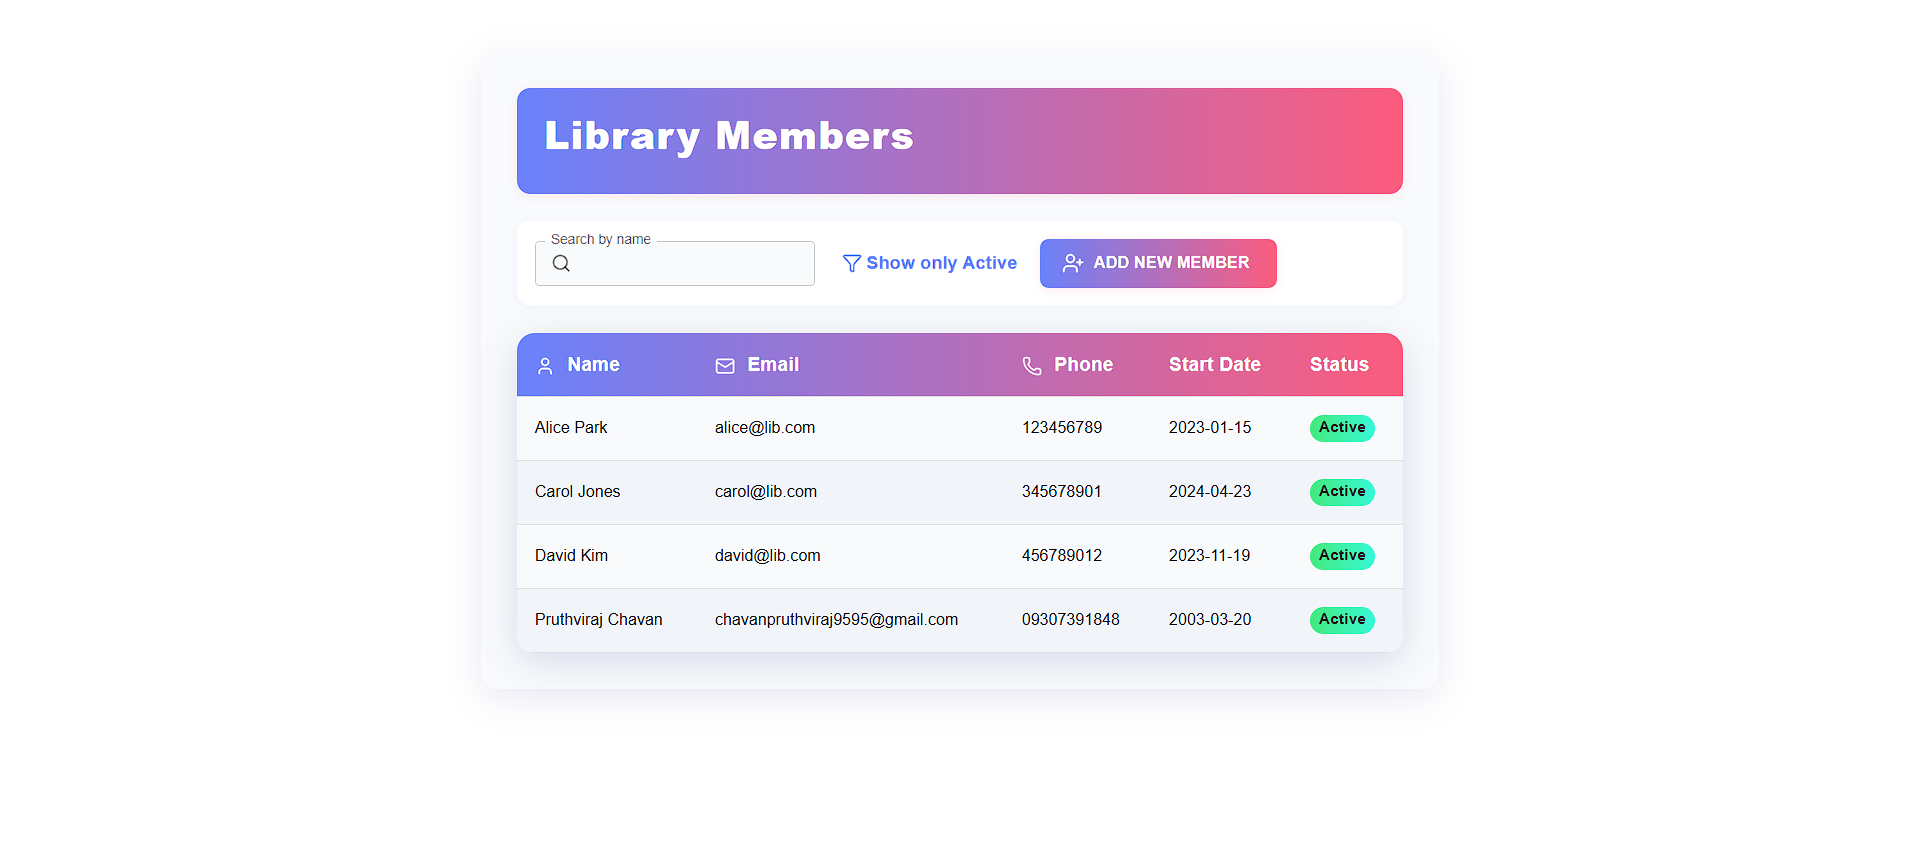 Library Members
Search by name
Show only Active
ADD NEW MEMBER
Name Email Phone Start Date Status
Alice Park alice@lib.com 123456789 2023-01-15 Active
Carol Jones carol@lib.com 345678901 2024-04-23 Active
David Kim david@lib.com 456789012 2023-11-19 Active
Pruthviraj Chavan chavanpruthviraj9595@gmail.com 09307391848 2003-03-20 Active